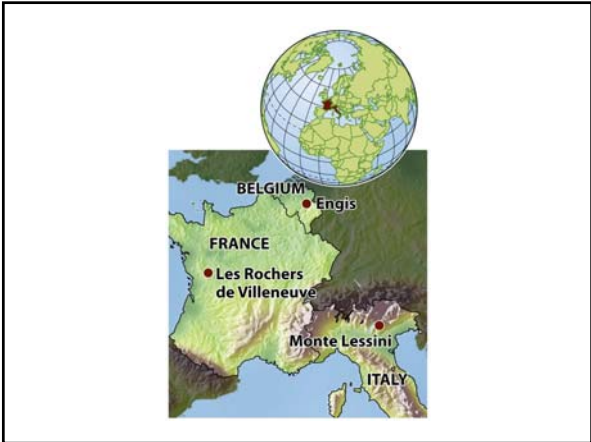 BELGIUM
Engis
FRANCE
Les Rochers
de Villeneuve
Monte Lessini
ITALY